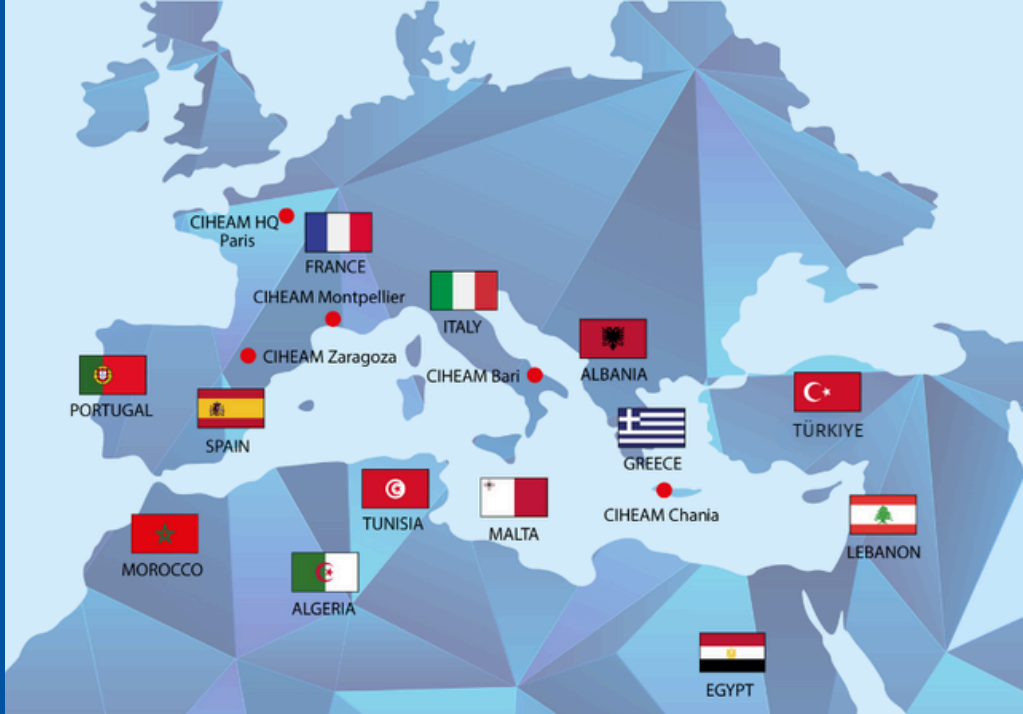 CIHEAM HQ
Paris
FRANCE
CIHEAM Montpellier
ITALY
CIHEAM Zaragoza
CIHEAM Bari
ALBANIA
PORTUGAL
SPAIN
TÜRKIYE
GREECE
TUNISIA
MALTA
CIHEAM Chania
LEBANON
MOROCCO
ALGERIA
EGYPT